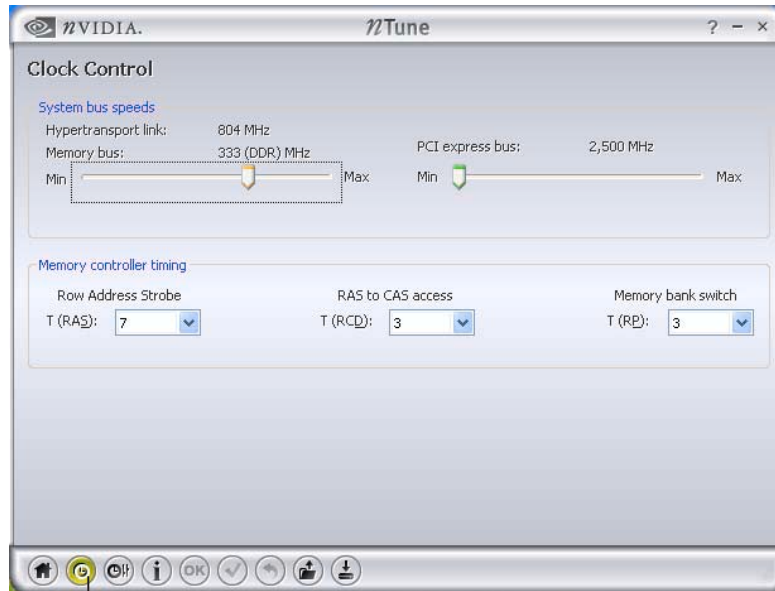 nVIDIA. nTune ? – ×
Clock Control
System bus speeds
Hypertransport link: 804 MHz
Memory bus: 333 (DDR) MHz
PCI express bus: 2,500 MHz
Min Max
Min Max
Memory controller timing
Row Address Strobe
RAS to CAS access
Memory bank switch
T (RAS): 7
T (RCD): 3
T (RP): 3
i OK